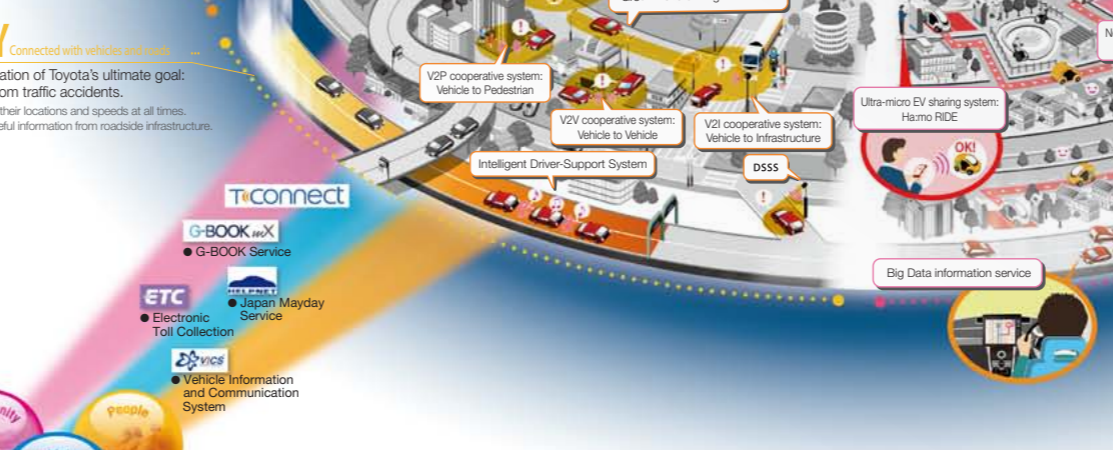 Y Connected with vehicles and roads ...
ation of Toyota's ultimate goal:
om traffic accidents.
their locations and speeds at all times.
eful information from roadside infrastructure.
V2P cooperative system:
Vehicle to Pedestrian
V2V cooperative system:
Vehicle to Vehicle
V2I cooperative system:
Vehicle to Infrastructure
Intelligent Driver-Support System
DSSS
Ultra-micro EV sharing system:
Ha:mo RIDE
OK!
Big Data information service
T-CONNECT
G-BOOK mX
● G-BOOK Service
HELPNET
● Japan Mayday
Service
ETC
● Electronic
Toll Collection
VICS
● Vehicle Information
and Communication
System
nity
People